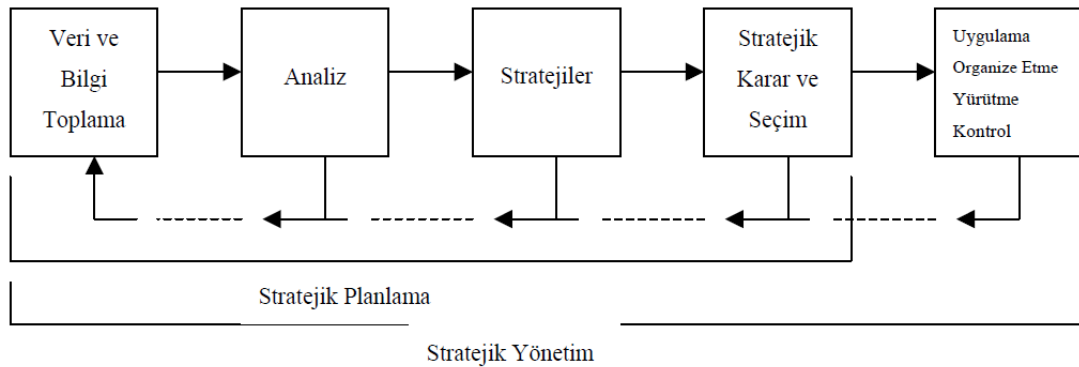 Veri ve
Bilgi
Toplama
Analiz
Stratejiler
Stratejik
Karar ve
Seçim
Uygulama
Organize Etme
Yürütme
Kontrol
Stratejik Planlama
Stratejik Yönetim